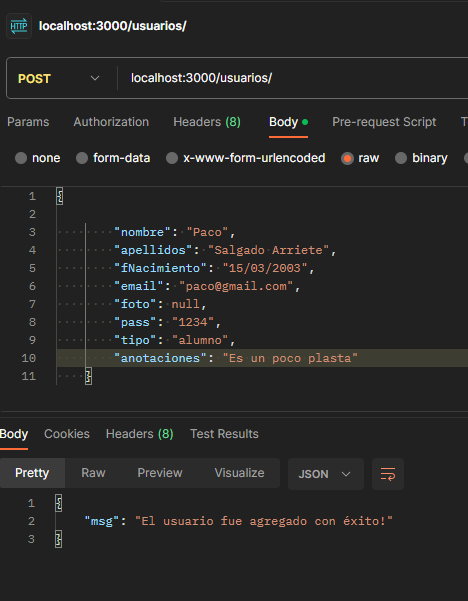 HTTP localhost:3000/usuarios/
POST localhost:3000/usuarios/
Params Authorization Headers (8) Body Pre-request Script T
none form-data x-www-form-urlencoded raw binary
1 {
2
3 "nombre": "Paco",
4 "apellidos": "Salgado Arriete",
5 "fNacimiento": "15/03/2003",
6 "email": "paco@gmail.com",
7 "foto": null,
8 "pass": "1234",
9 "tipo": "alumno",
10 "anotaciones": "Es un poco plasta"
11 }
Body Cookies Headers (8) Test Results
Pretty Raw Preview Visualize JSON
1 {
2 "msg": "El usuario fue agregado con éxito!"
3 }